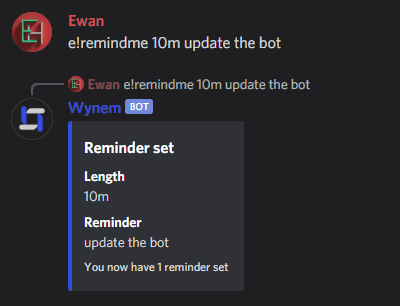 Ewan
e!remindme 10m update the bot
Ewan e!remindme 10m update the bot
Wynem BOT
Reminder set
Length
10m
Reminder
update the bot
You now have 1 reminder set